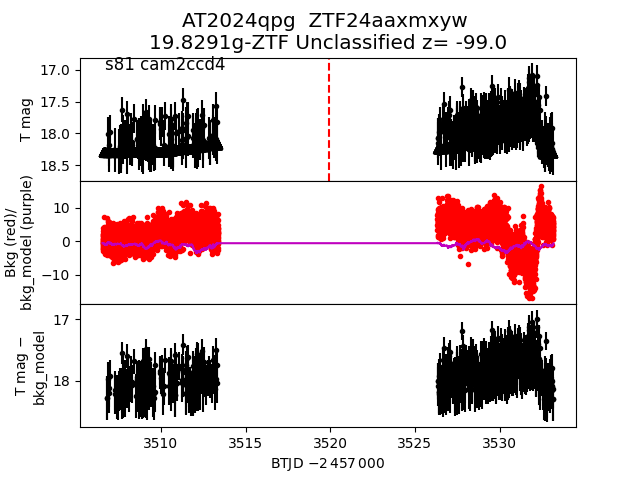 AT2024qpg  ZTF24aaxmxyw
19.8291g-ZTF Unclassified z= -99.0
s81 cam2ccd4
T mag
17.0
17.5
18.0
18.5
Bkg (red)/
bkg_model (purple)
10
0
−10
T mag −
bkg_model
17
18
3510
3515
3520
3525
3530
BTJD −2 457 000